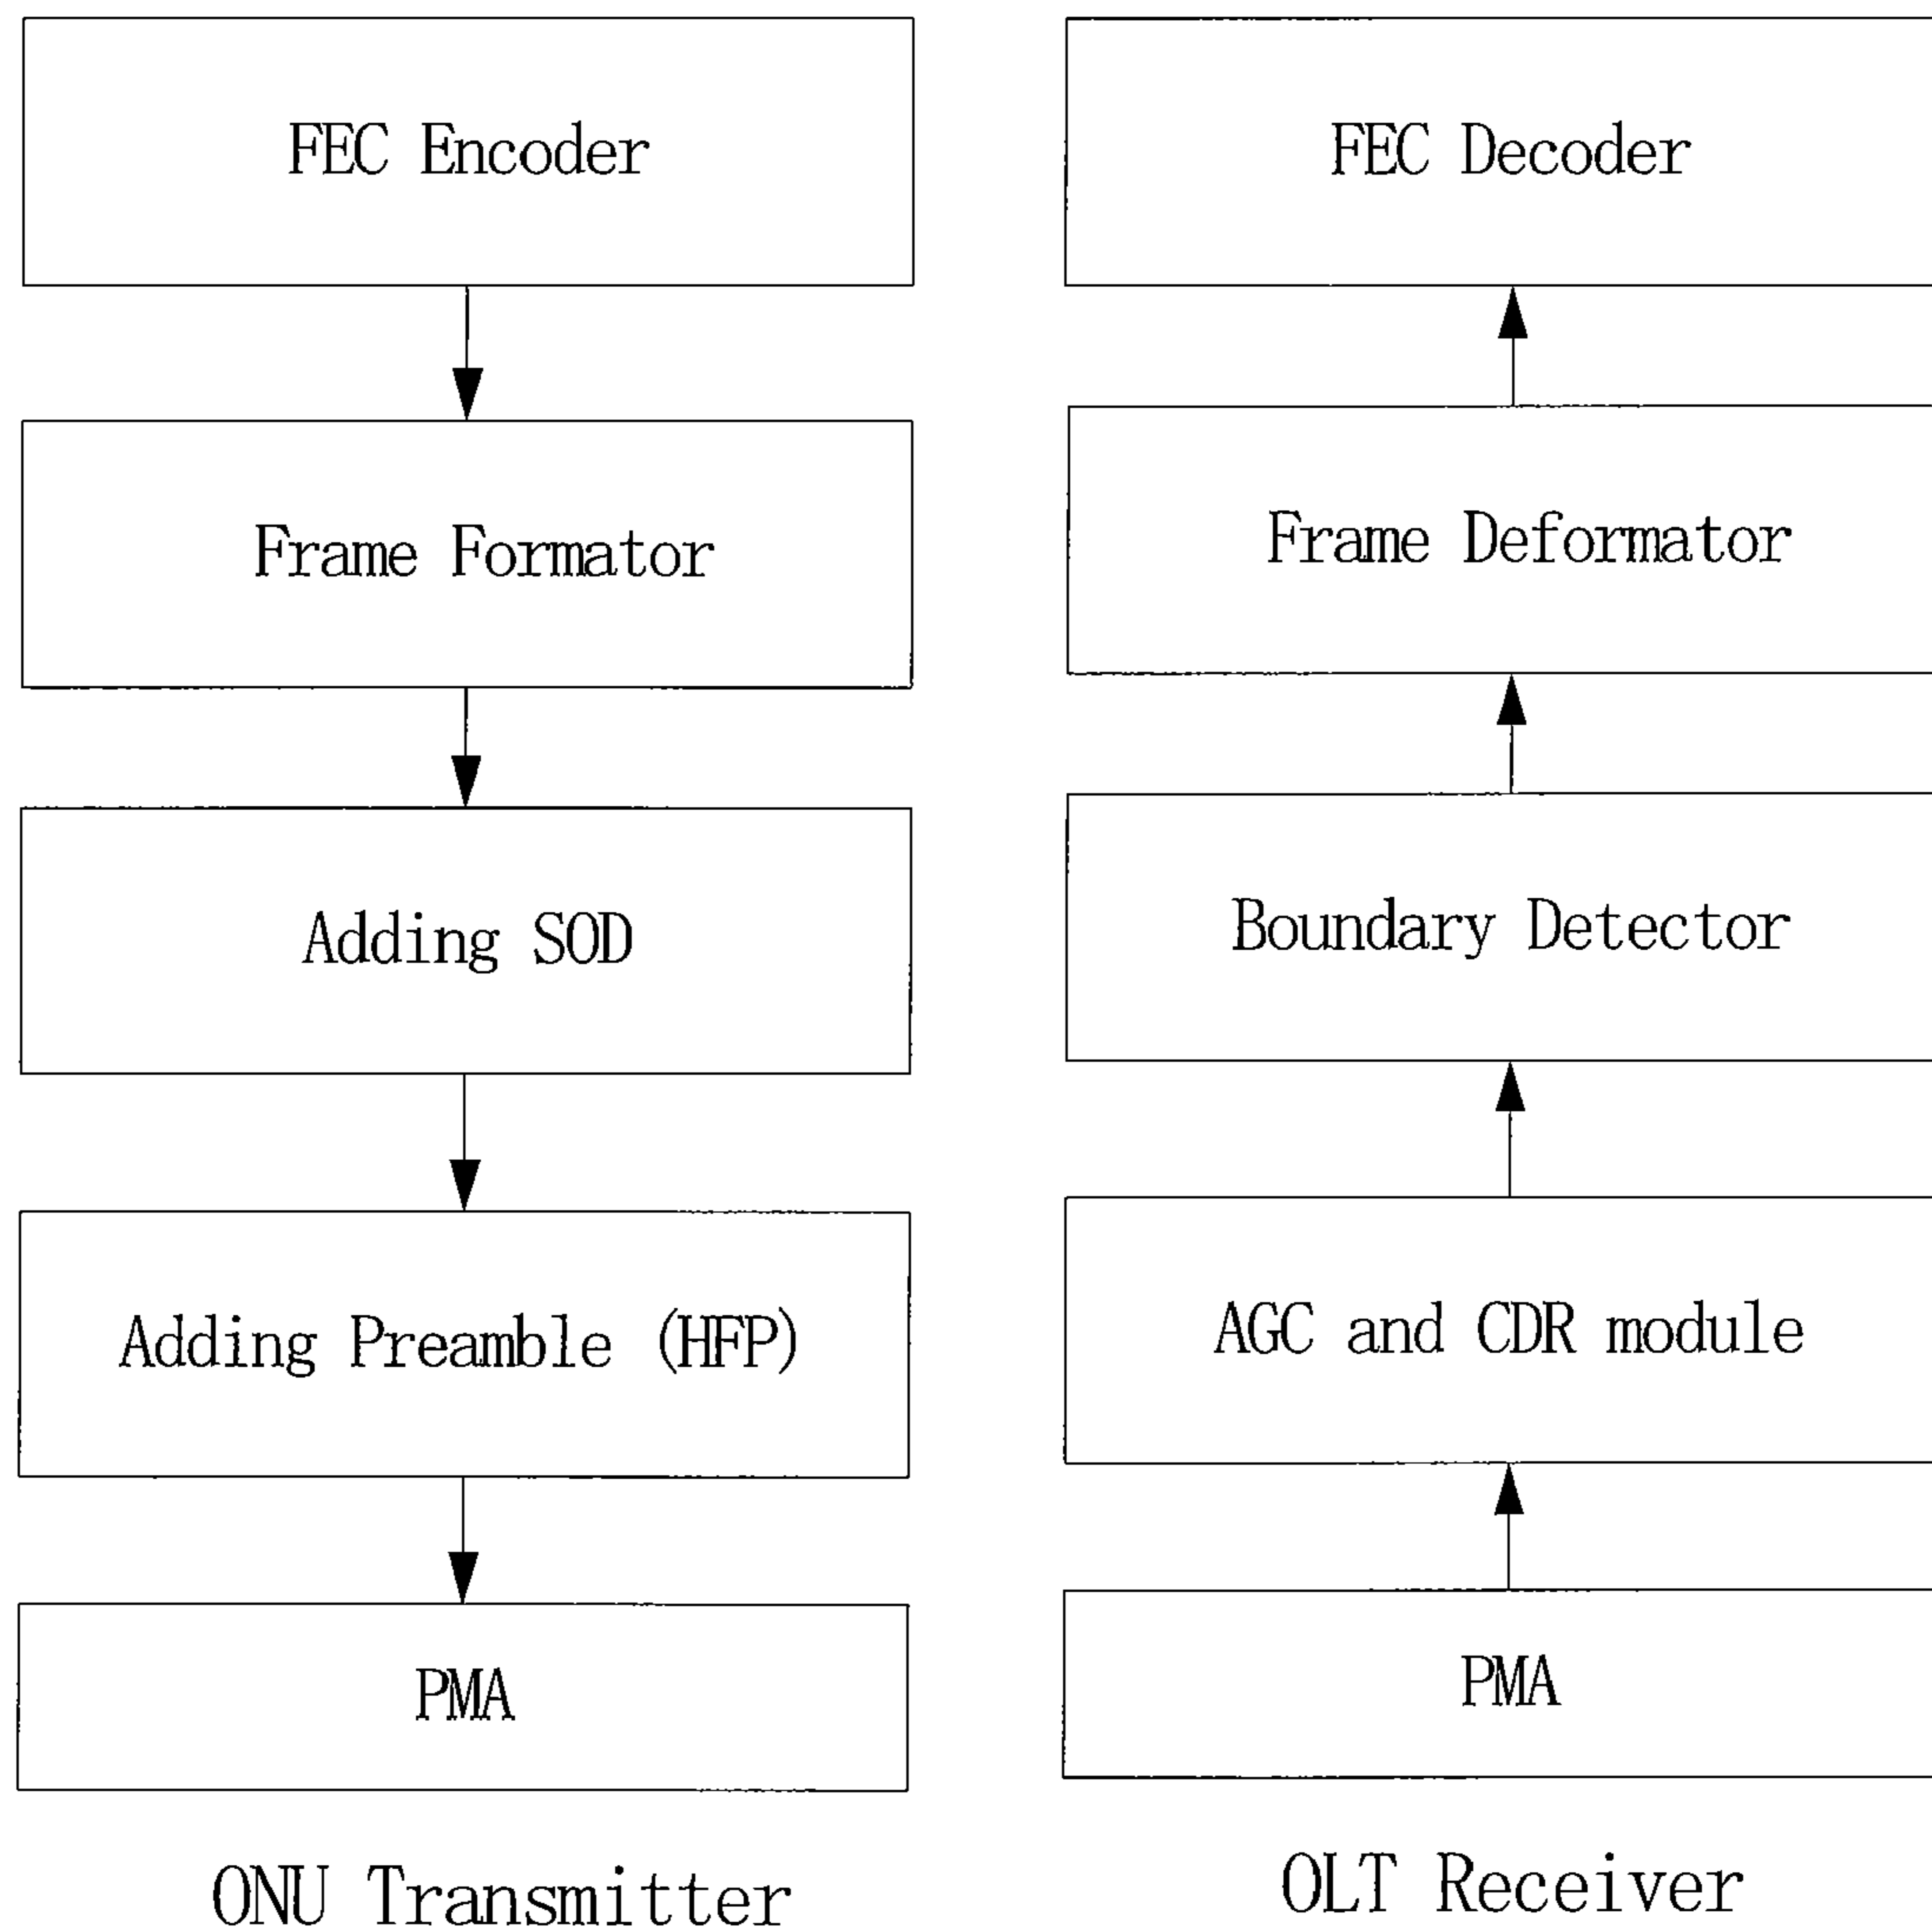 FEC Encoder
Frame Formator
Adding SOD
Adding Preamble (HFP)
PMA
ONU Transmitter
FEC Decoder
Frame Deformator
Boundary Detector
AGC and CDR module
PMA
OLT Receiver